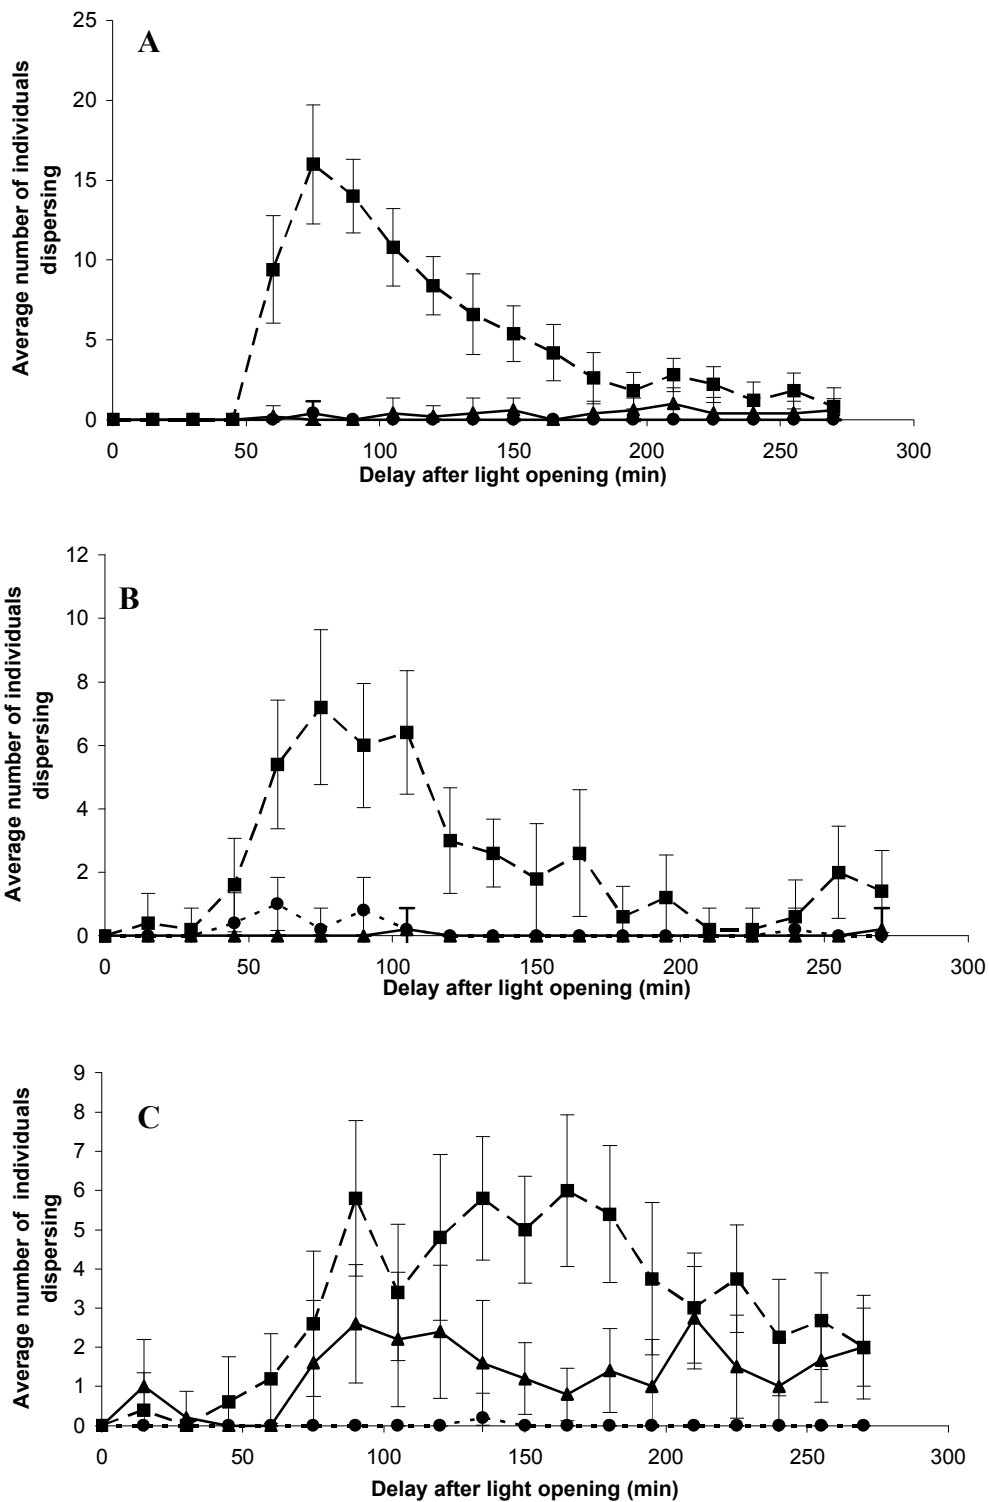 A
Average number of individuals
dispersing
25
20
15
10
5
0
0 50 100 150 200 250 300
Delay after light opening (min)
B
Average number of individuals
dispersing
12
10
8
6
4
2
0
0 50 100 150 200 250 300
Delay after light opening (min)
C
Average number of individuals
dispersing
9
8
7
6
5
4
3
2
1
0
0 50 100 150 200 250 300
Delay after light opening (min)